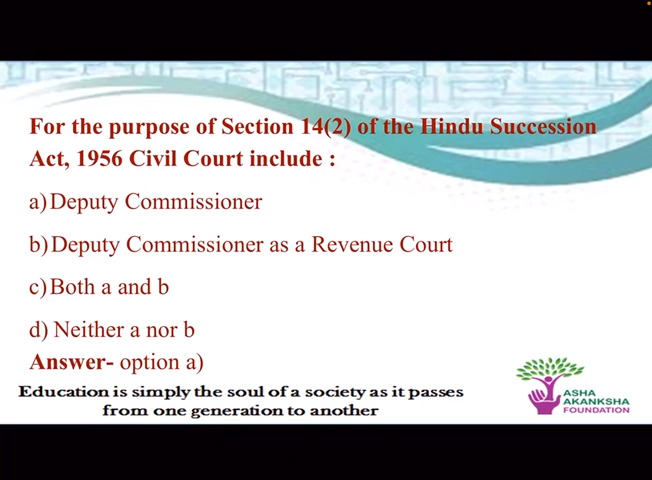 For the purpose of Section 14(2) of the Hindu Succession
Act, 1956 Civil Court include :
a) Deputy Commissioner
b) Deputy Commissioner as a Revenue Court
c) Both a and b
d) Neither a nor b
Answer- option a)
Education is simply the soul of a society as it passes
from one generation to another
ASHA
AKANKSHA
FOUNDATION